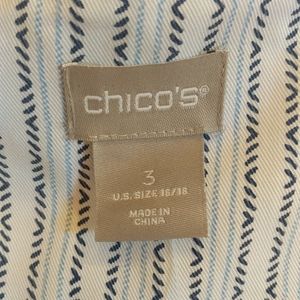 chico's®
3
U.S. SIZE 16/18
MADE IN
CHINA